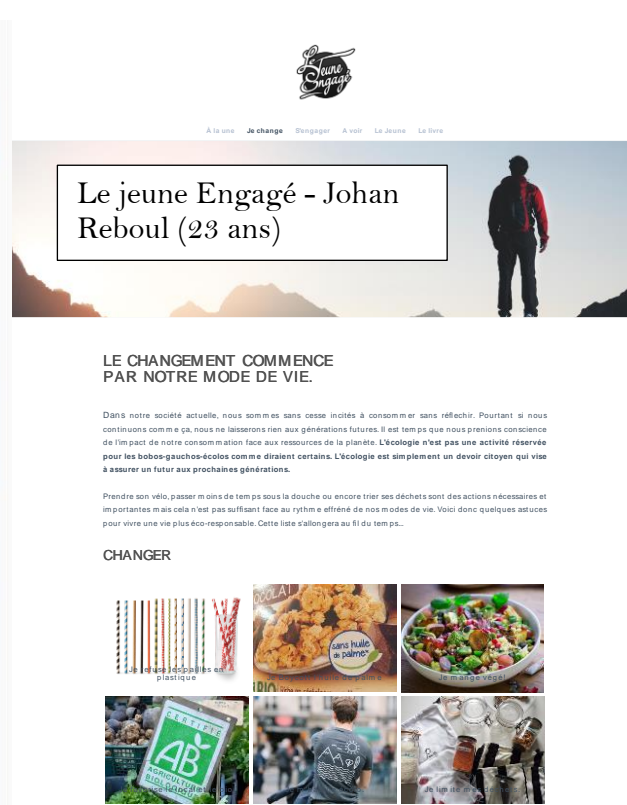 Le Jeune Engagé
À la une Je change S'engager A voir Le Jeune Le livre
Le jeune Engagé - Johan
Reboul (23 ans)
LE CHANGEMENT COMMENCE
PAR NOTRE MODE DE VIE.
Dans notre société actuelle, nous sommes sans cesse incités à consommer sans réflechir. Pourtant si nous
continuons comme ça, nous ne laisserons rien aux générations futures. Il est temps que nous prenions conscience
de l'impact de notre consommation face aux ressources de la planète. L'écologie n'est pas une activité réservée
pour les bobos-gauchos-écolos comme diraient certains. L'écologie est simplement un devoir citoyen qui vise
à assurer un futur aux prochaines générations.
Prendre son vélo, passer moins de temps sous la douche ou encore trier ses déchets sont des actions nécessaires et
importantes mais cela n'est pas suffisant face au rythme effréné de nos modes de vie. Voici donc quelques astuces
pour vivre une vie plus éco-responsable. Cette liste s'allongera au fil du temps...
CHANGER
Je refuse les pailles en
plastique
sans huile
de palme
huile de palme
BIO
Je mange végé!
CERTIFIÉ
AB
AGRICULTURE
BIOLOGIQUE
Je limite mes